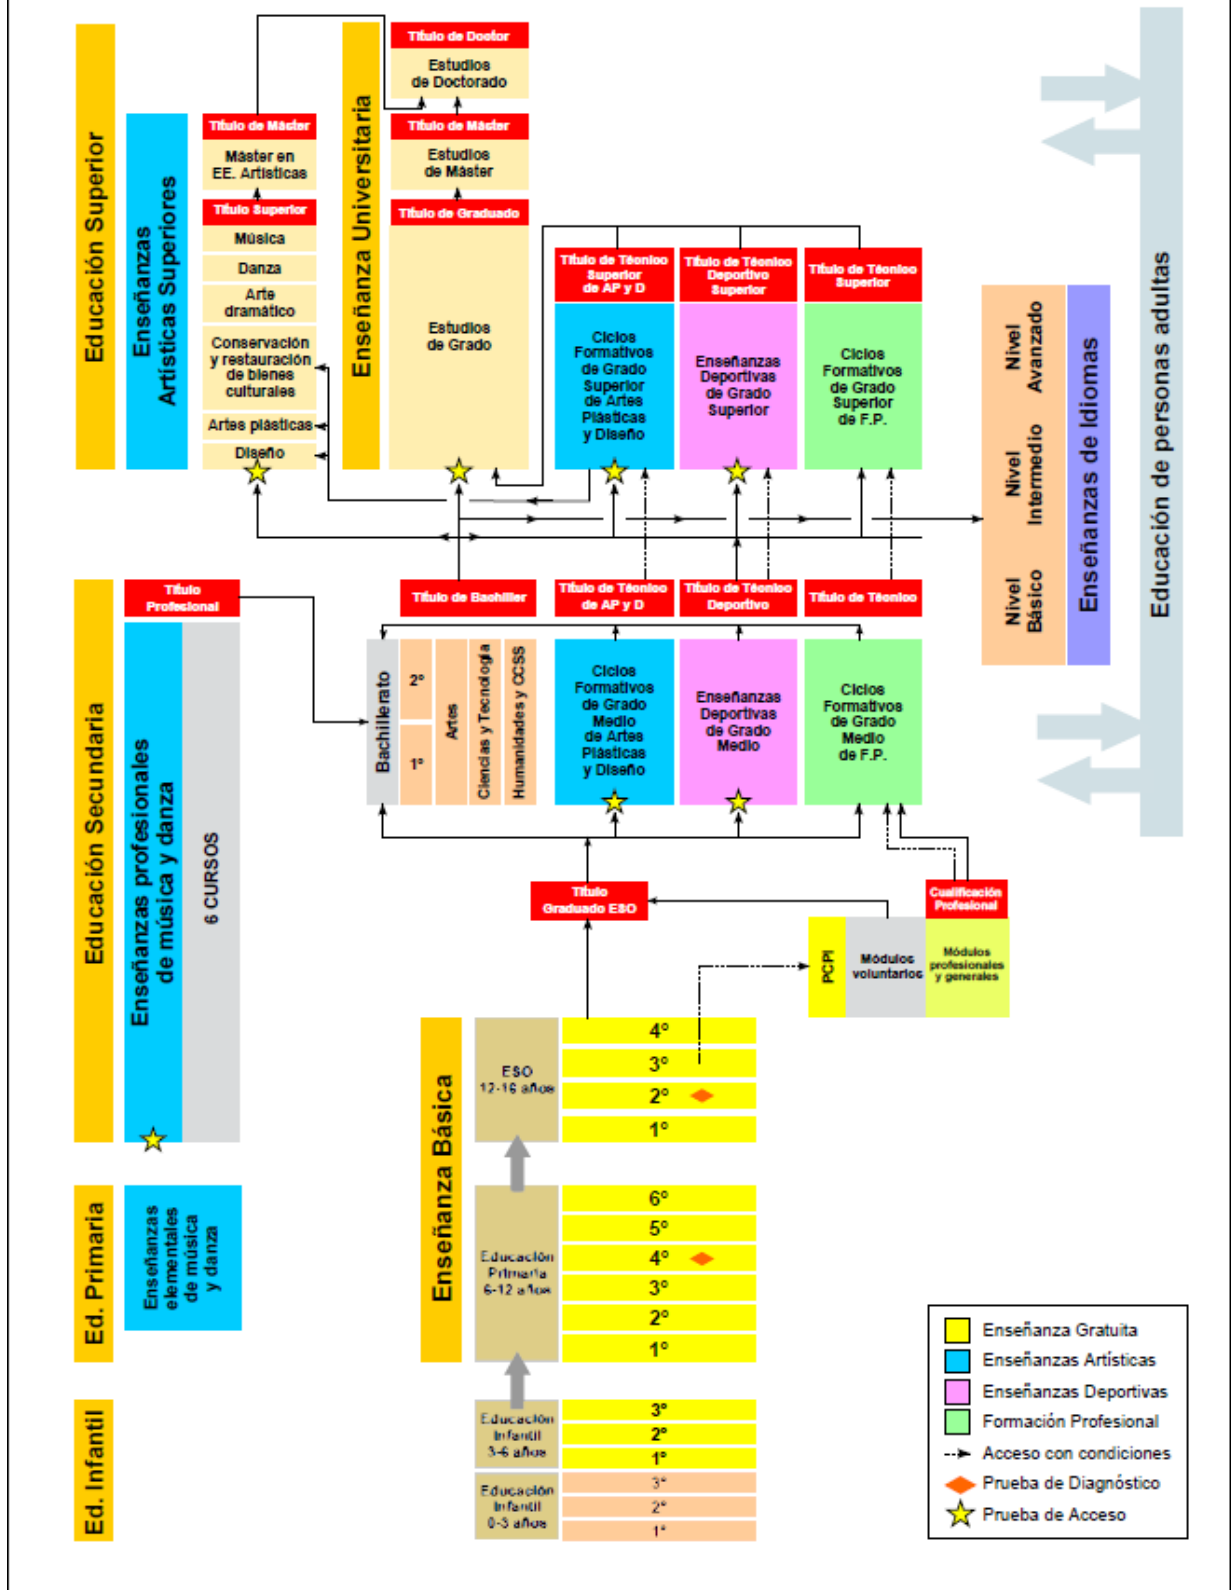 Educación Superior
Enseñanzas
Artísticas Superiores
Título de Máster
Máster en
EE. Artísticas
Título Superior
Música
Danza
Arte
dramático
Conservación
y restauración
de bienes
culturales
Artes plásticas
Diseño
Enseñanza Universitaria
Título de Doctor
Estudios
de Doctorado
Título de Máster
Estudios
de Máster
Título de Graduado
Estudios
de Grado
Título de Técnico
Superior
de AP y D
Ciclos
Formativos
de Grado
Superior
de Artes
Plásticas
y Diseño
Título de Técnico
Deportivo
Superior
Enseñanzas
Deportivas
de Grado
Superior
Título de Técnico
Superior
Ciclos
Formativos
de Grado
Superior
de F.P.
Nivel
Avanzado
Nivel
Intermedio
Nivel
Básico
Enseñanzas de Idiomas
Educación de personas adultas
Educación Secundaria
Título
Profesional
Enseñanzas profesionales
de música y danza
6 CURSOS
Título de Bachiller
Bachillerato
2º
1º
Artes
Ciencias y Tecnología
Humanidades y CCSS
Título de Técnico
de AP y D
Ciclos
Formativos
de Grado
Medio
de Artes
Plásticas
y Diseño
Título de Técnico
Deportivo
Enseñanzas
Deportivas
de Grado
Medio
Título de Técnico
Ciclos
Formativos
de Grado
Medio
de F.P.
Título
Graduado ESO
Cualificación
Profesional
PCPI
Módulos
voluntarios
Módulos
profesionales
y generales
Enseñanza Básica
ESO
12-16 años
4º
3º
2º
1º
Ed. Primaria
Enseñanzas
elementales
de música
y danza
Educación
Primaria
6-12 años
6º
5º
4º
3º
2º
1º
Ed. Infantil
Educación
Infantil
3-6 años
3º
2º
1º
Educación
Infantil
0-3 años
3º
2º
1º
Enseñanza Gratuita
Enseñanzas Artísticas
Enseñanzas Deportivas
Formación Profesional
Acceso con condiciones
Prueba de Diagnóstico
Prueba de Acceso